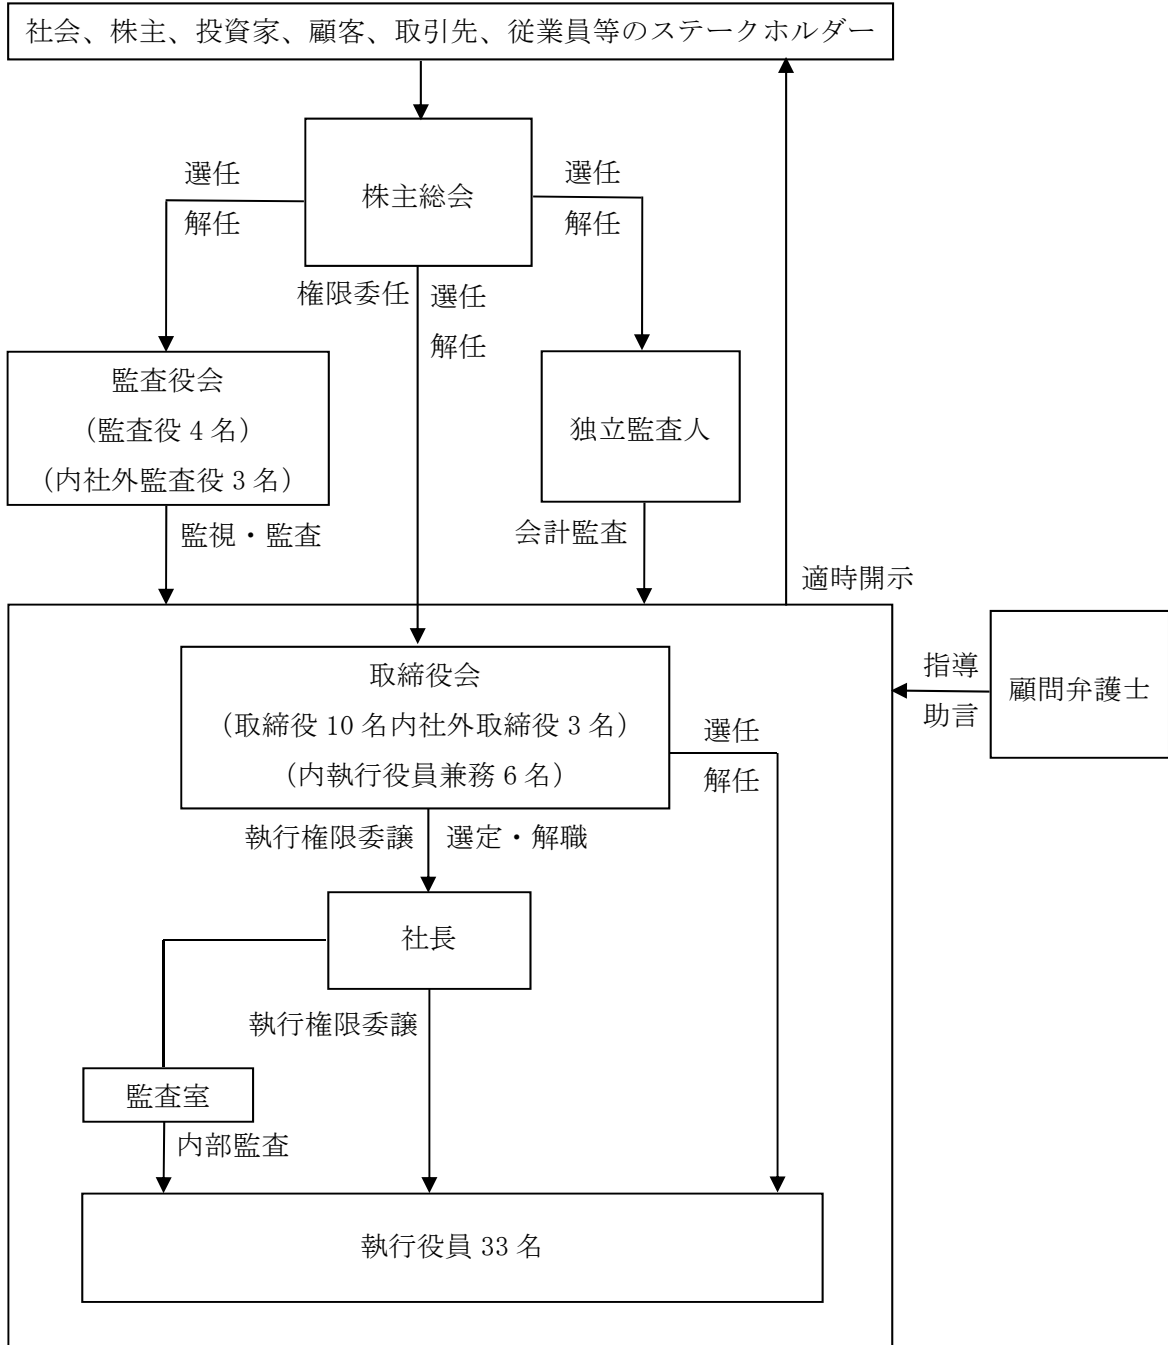 社会、株主、投資家、顧客、取引先、従業員等のステークホルダー
株主総会
選任
解任
選任
解任
権限委任
選任
解任
監査役会
（監査役 4 名）
（内社外監査役 3 名）
独立監査人
監視・監査
会計監査
適時開示
顧問弁護士
指導
助言
取締役会
（取締役 10 名内社外取締役 3 名）
（内執行役員兼務 6 名）
選任
解任
執行権限委譲
選定・解職
社長
執行権限委譲
監査室
内部監査
執行役員 33 名